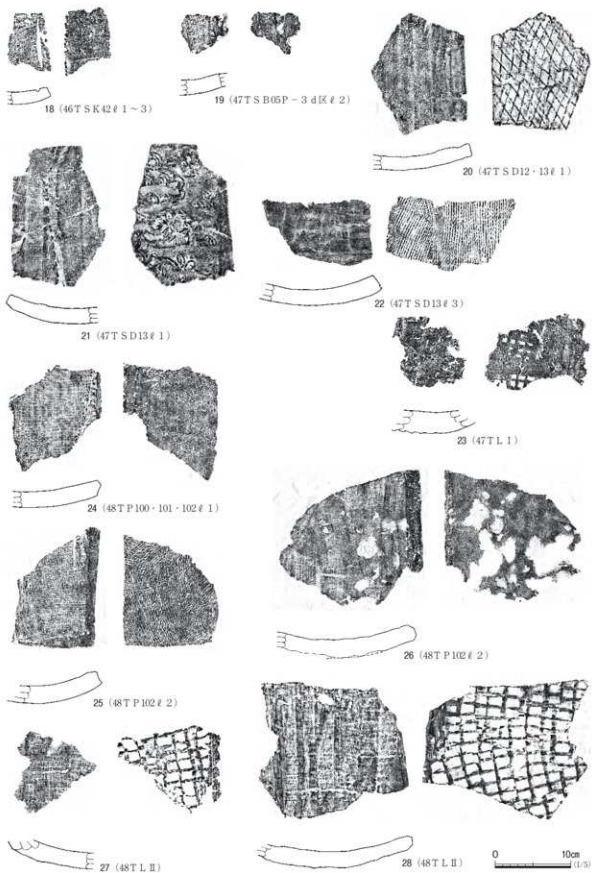 18 (46TSK42ℓ1～3)
19 (47TSB05P-3d区ℓ2)
20 (47TSD12・13ℓ1)
21 (47TSD13ℓ1)
22 (47TSD13ℓ3)
23 (47TLⅠ)
24 (48TP100・101・102ℓ1)
25 (48TP102ℓ2)
26 (48TP102ℓ2)
27 (48TLⅡ)
28 (48TLⅡ)
0 10cm
(1/5)